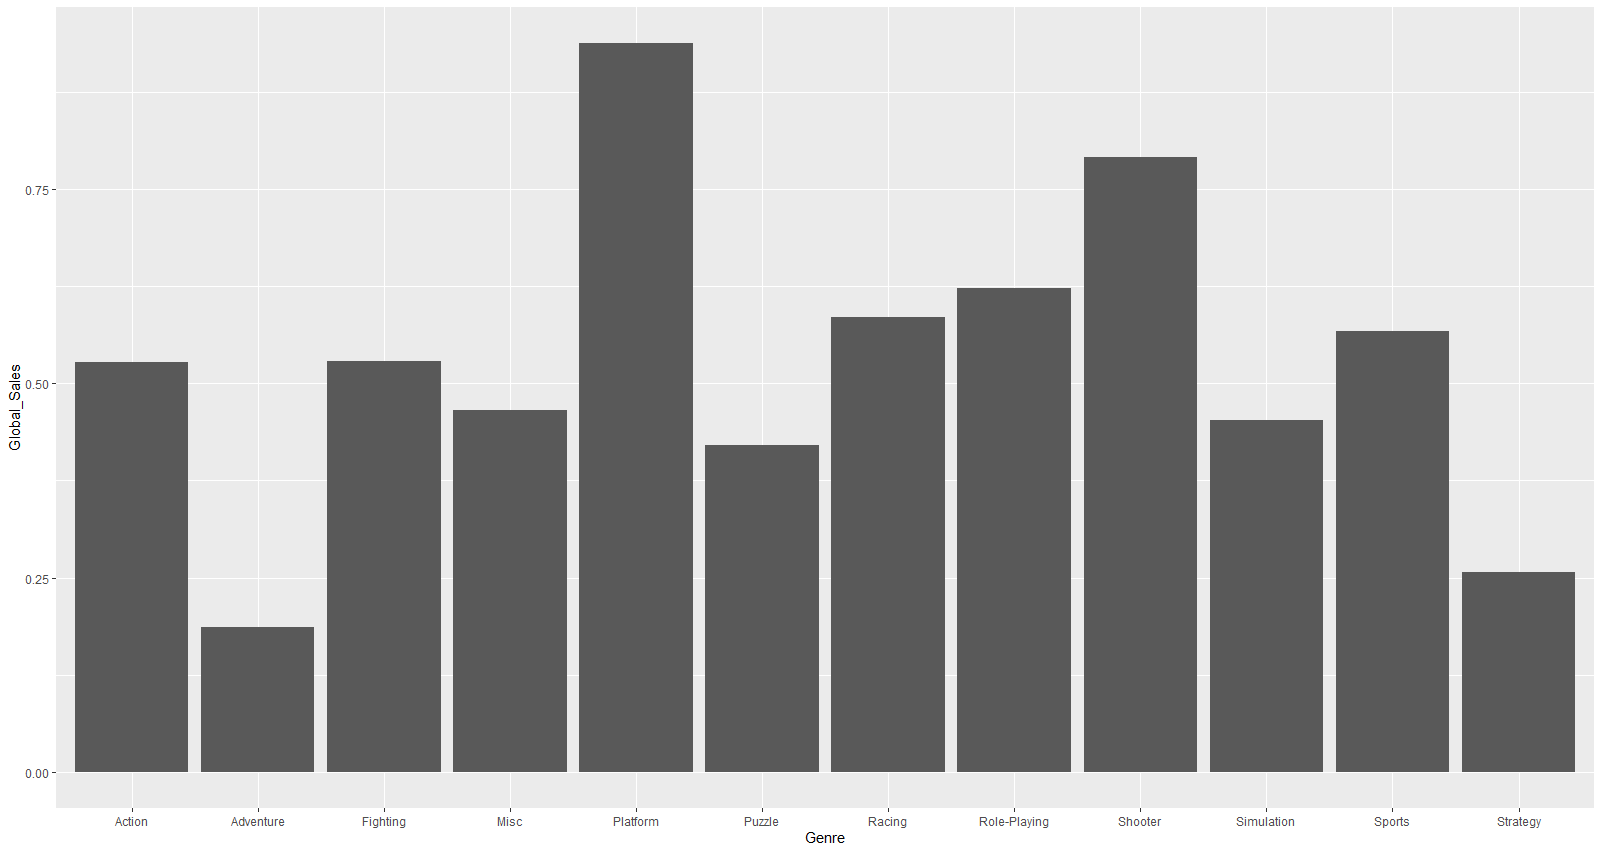 Global_Sales
0.75
0.50
0.25
0.00
Action Adventure Fighting Misc Platform Puzzle Racing Role-Playing Shooter Simulation Sports Strategy
Genre